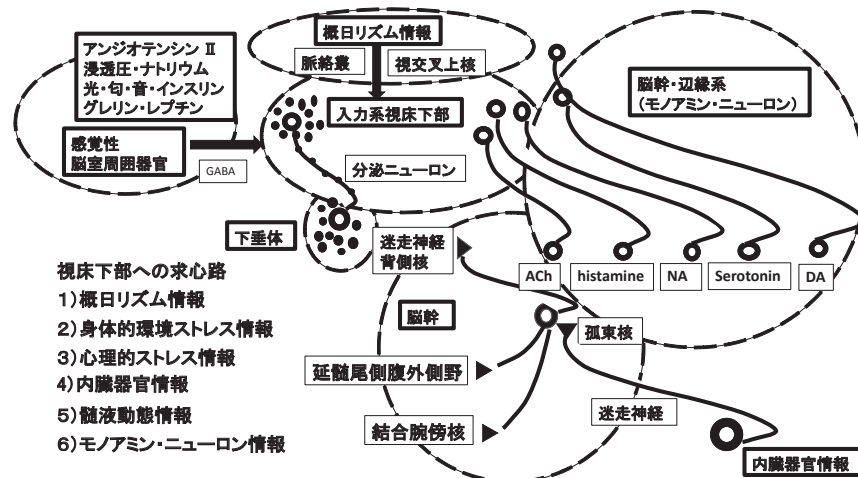 概日リズム情報
アンジオテンシン Ⅱ
浸透圧・ナトリウム
光・匂・音・インスリン
グレリン・レプチン
脈絡叢
視交叉上核
脳幹・辺縁系
(モノアミン・ニューロン)
入力系視床下部
感覚性
脳室周囲器官
GABA
分泌ニューロン
下垂体
迷走神経
背側核
ACh
histamine
NA
Serotonin
DA
視床下部への求心路
1)概日リズム情報
2)身体的環境ストレス情報
3)心理的ストレス情報
4)内臓器官情報
5)髄液動態情報
6)モノアミン・ニューロン情報
脳幹
孤束核
延髄尾側腹外側野
迷走神経
結合腕傍核
内臓器官情報